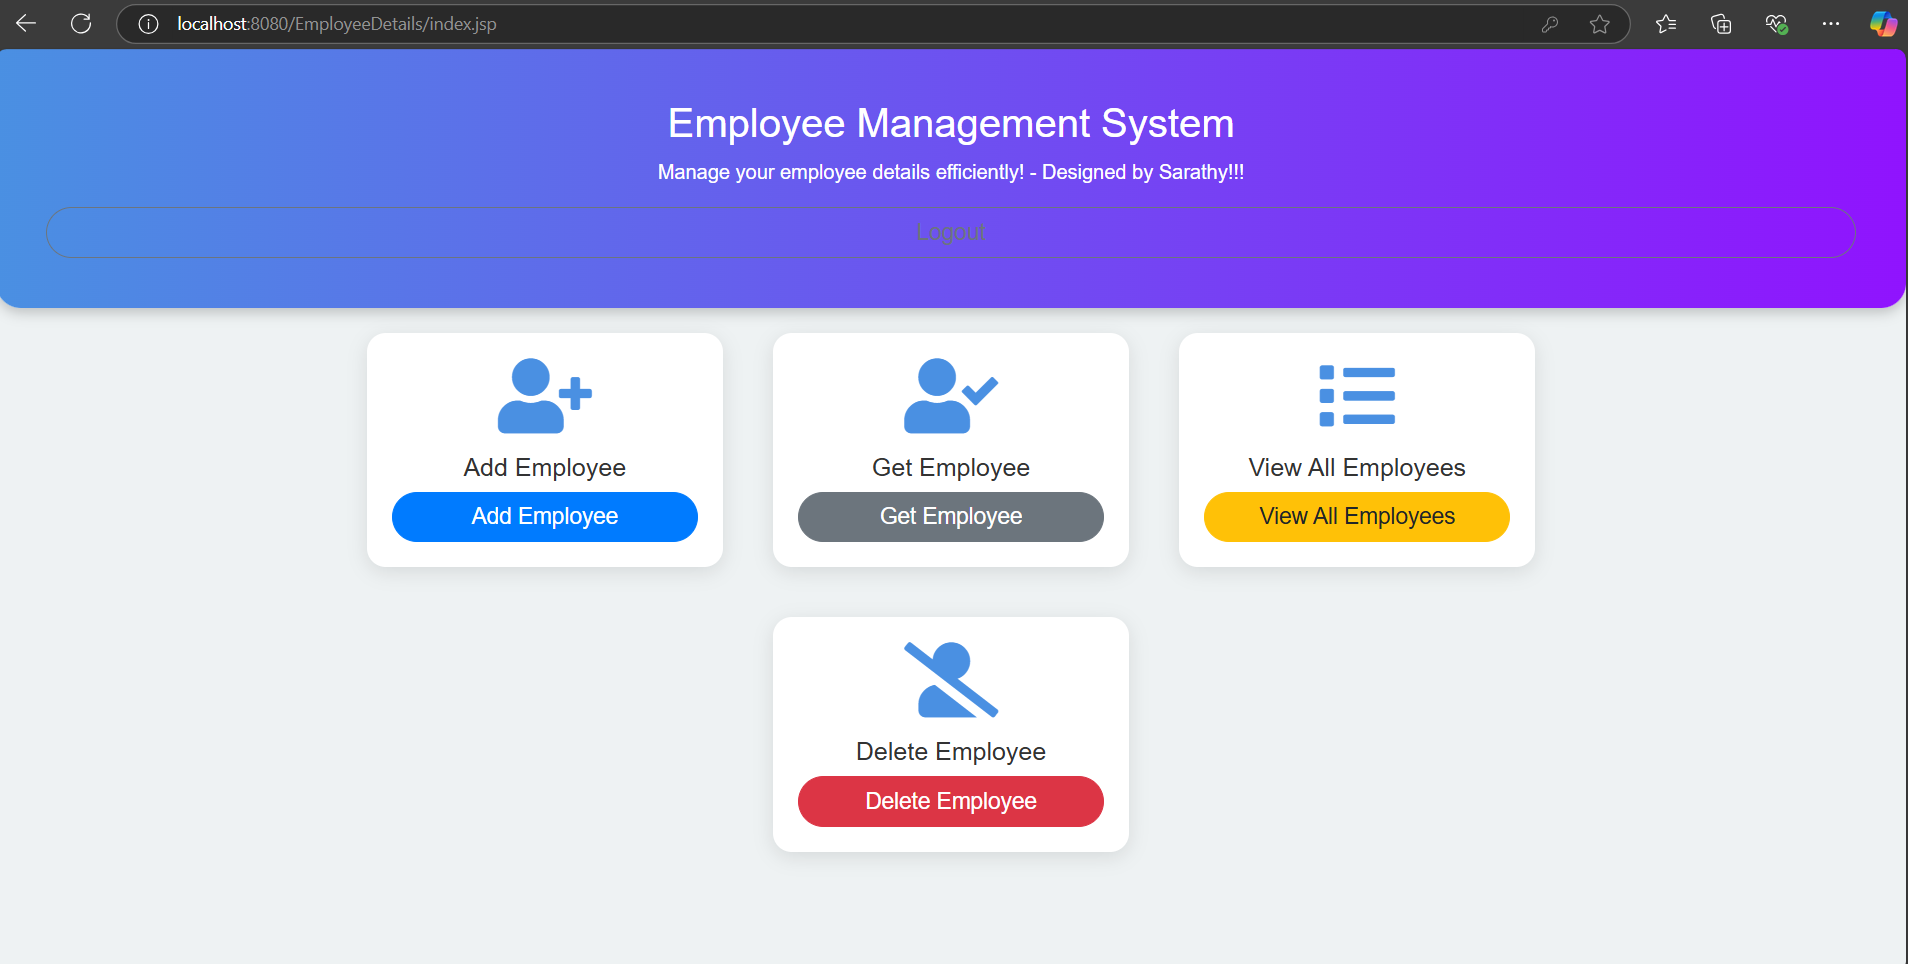 localhost:8080/EmployeeDetails/index.jsp
Employee Management System
Manage your employee details efficiently! - Designed by Sarathy!!!
Logout
Add Employee
Add Employee
Get Employee
Get Employee
View All Employees
View All Employees
Delete Employee
Delete Employee